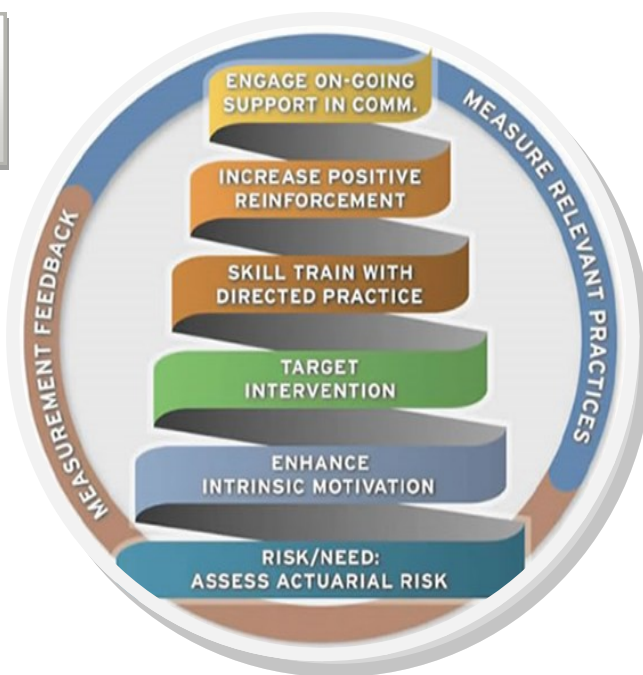 ENGAGE ON-GOING
SUPPORT IN COMM.
INCREASE POSITIVE
REINFORCEMENT
SKILL TRAIN WITH
DIRECTED PRACTICE
TARGET
INTERVENTION
ENHANCE
INTRINSIC MOTIVATION
RISK/NEED:
ASSESS ACTUARIAL RISK
MEASURE RELEVANT PRACTICES
MEASUREMENT FEEDBACK